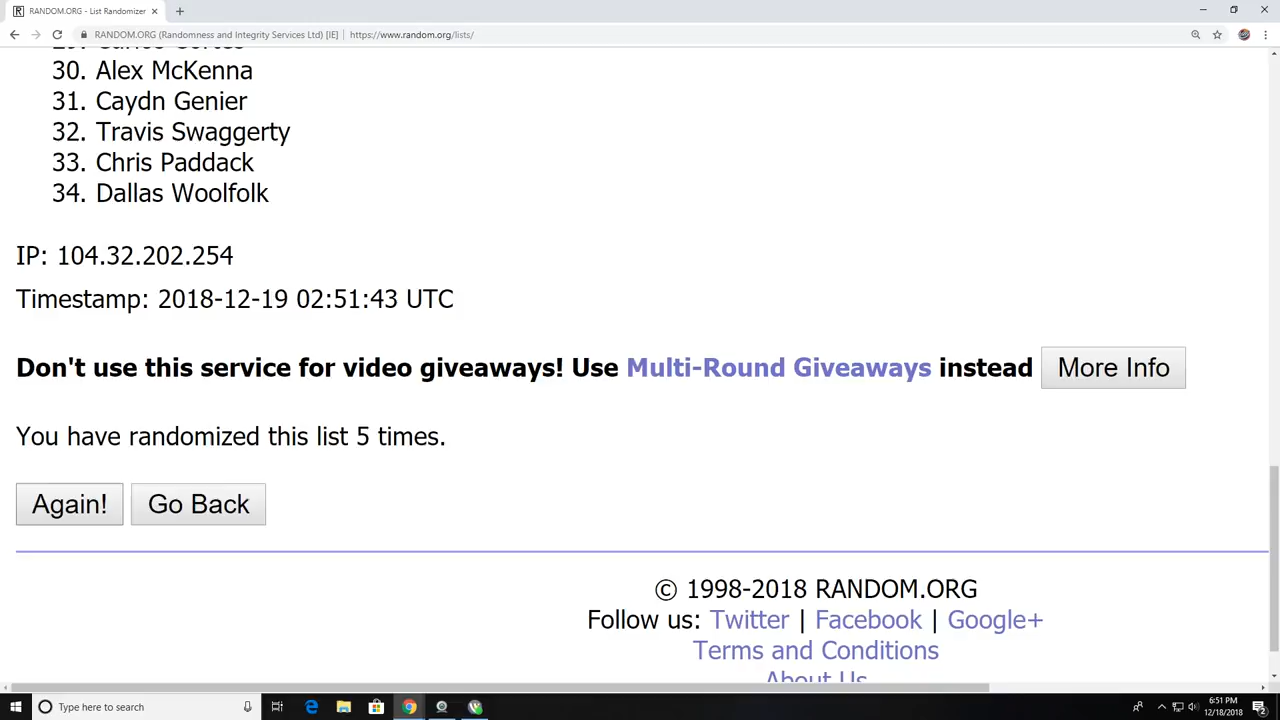 RANDOM.ORG - List Randomizer
RANDOM.ORG (Randomness and Integrity Services Ltd) [IE] | https://www.random.org/lists/
30. Alex McKenna
31. Caydn Genier
32. Travis Swaggerty
33. Chris Paddack
34. Dallas Woolfolk
IP: 104.32.202.254
Timestamp: 2018-12-19 02:51:43 UTC
Don't use this service for video giveaways! Use Multi-Round Giveaways instead More Info
You have randomized this list 5 times.
Again! Go Back
© 1998-2018 RANDOM.ORG
Follow us: Twitter | Facebook | Google+
Terms and Conditions
About Us
Type here to search
6:51 PM
12/18/2018
2